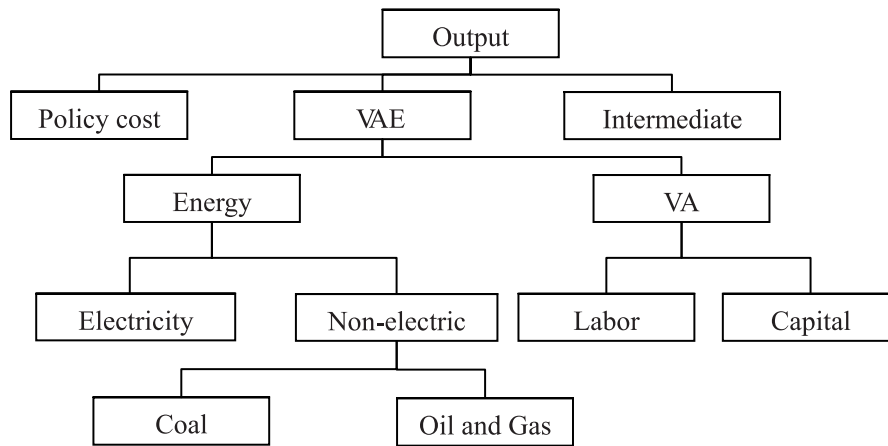 Output
Policy cost
VAE
Intermediate
Energy
VA
Electricity
Non-electric
Labor
Capital
Coal
Oil and Gas